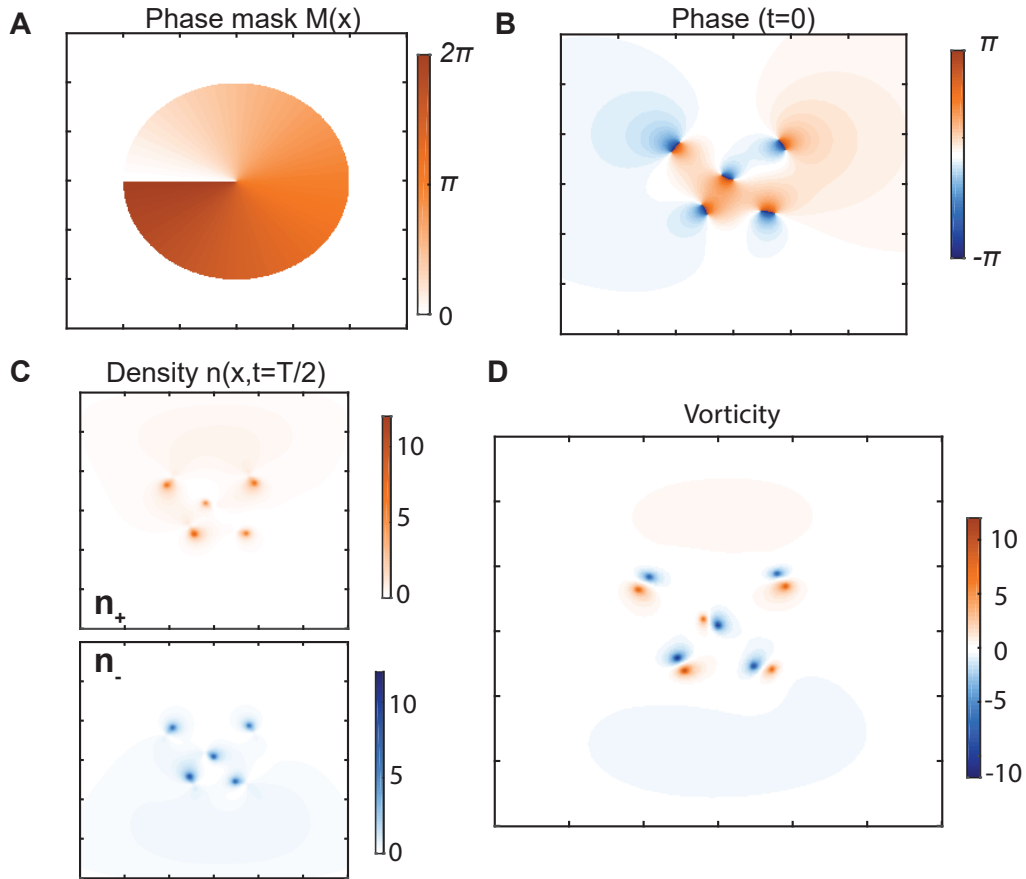 A
Phase mask M(x)
2π
π
0
B
Phase (t=0)
π
-π
C
Density n(x,t=T/2)
10
5
0
n+
n-
10
5
0
D
Vorticity
10
5
0
-5
-10